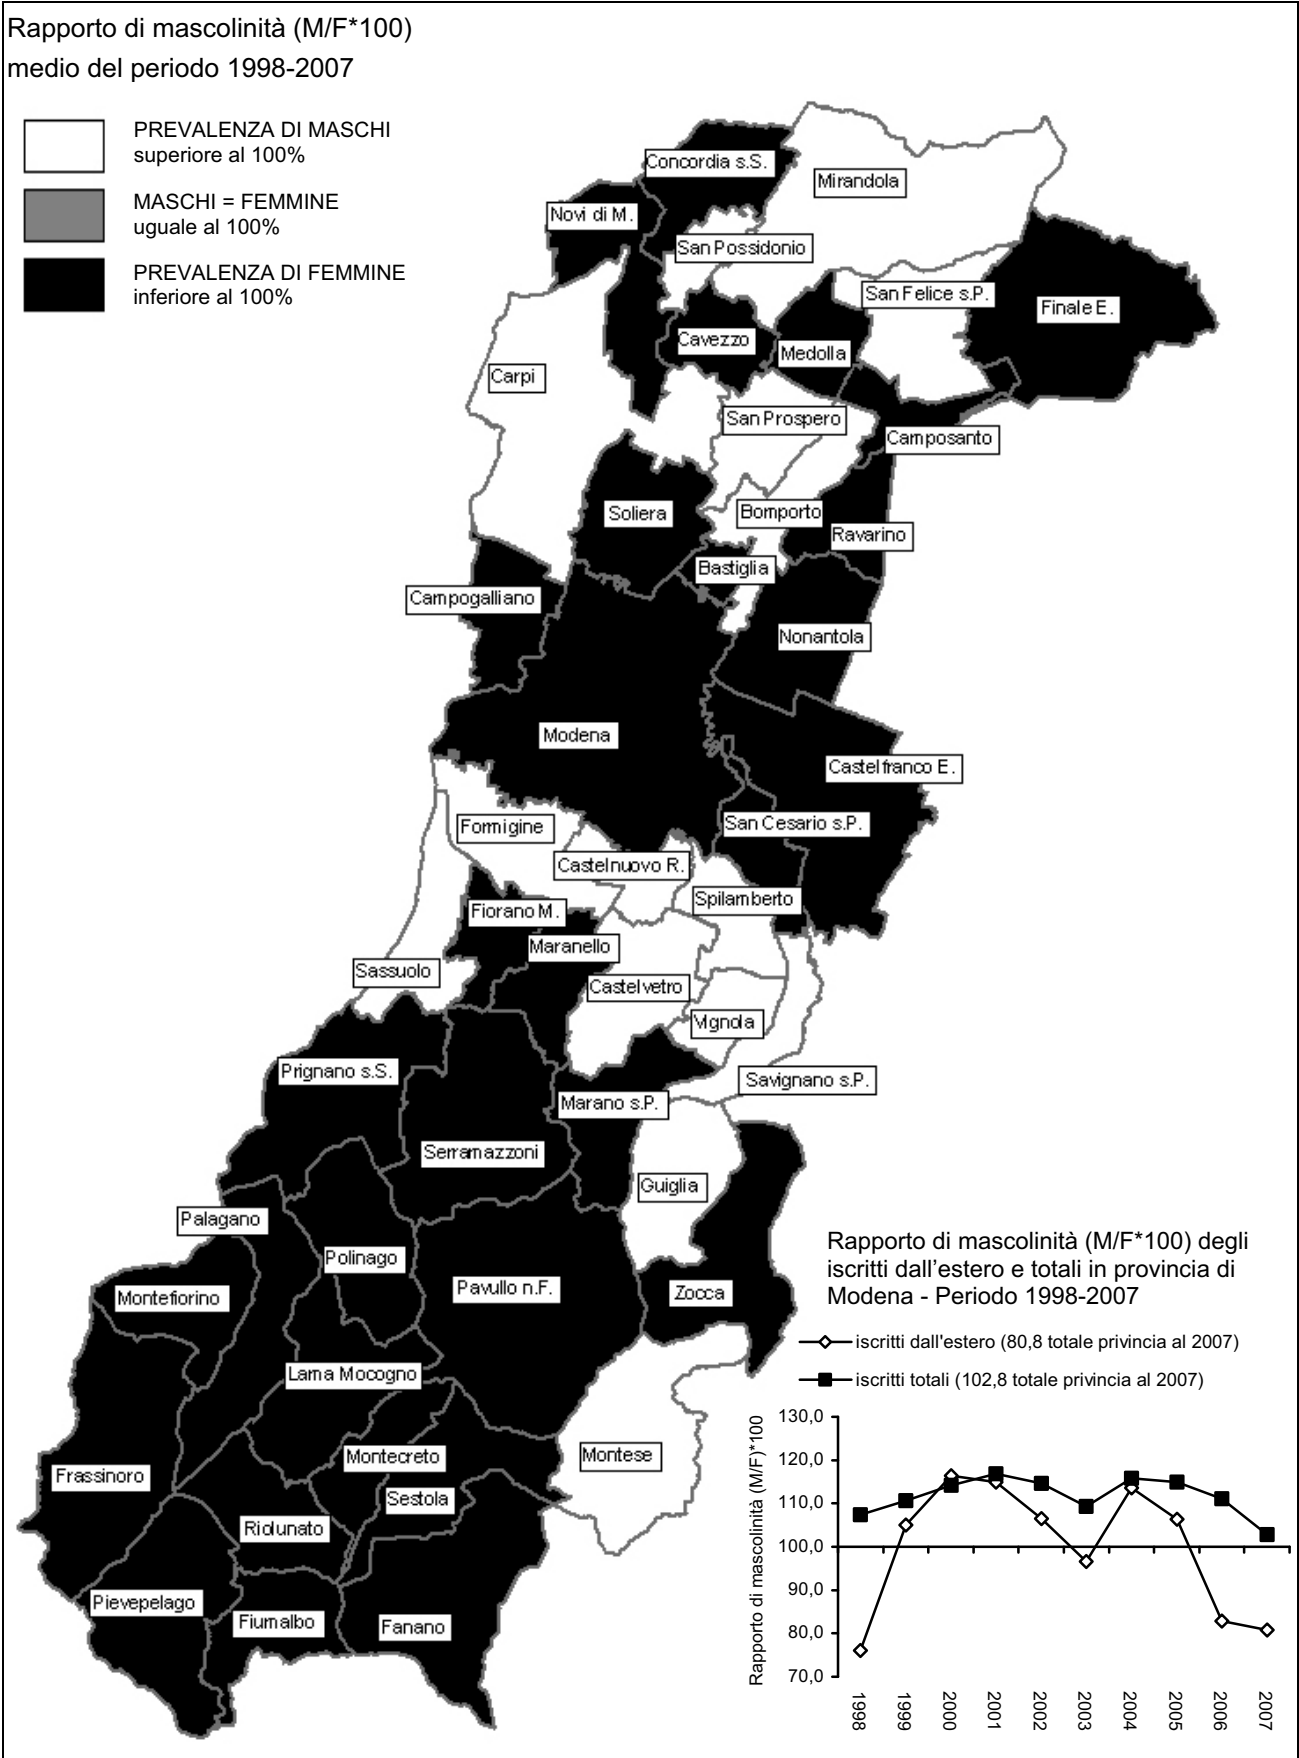 Rapporto di mascolinità (M/F*100)
medio del periodo 1998-2007
PREVALENZA DI MASCHI
superiore al 100%
MASCHI = FEMMINE
uguale al 100%
PREVALENZA DI FEMMINE
inferiore al 100%
Concordia s.S.
Mirandola
Novi di M.
San Possidonio
San Felice s.P.
Finale E.
Cavezzo
Medolla
Carpi
San Prospero
Camposanto
Soliera
Bomporto
Ravarino
Bastiglia
Campogalliano
Nonantola
Modena
Castelfranco E.
San Cesario s.P.
Formigine
Castelnuovo R.
Spilamberto
Fiorano M.
Maranello
Sassuolo
Castelvetro
Vignola
Prignano s.S.
Savignano s.P.
Marano s.P.
Serramazzoni
Guiglia
Palagano
Polinago
Pavullo n.F.
Zocca
Montefiorino
Lama Mocogno
Montecreto
Montese
Frassinoro
Sestola
Riolunato
Pievepelago
Fiumalbo
Fanano
Rapporto di mascolinità (M/F*100) degli
iscritti dall'estero e totali in provincia di
Modena - Periodo 1998-2007
iscritti dall'estero (80,8 totale privincia al 2007)
iscritti totali (102,8 totale privincia al 2007)
Rapporto di mascolinità (M/F)*100
130,0
120,0
110,0
100,0
90,0
80,0
70,0
1998
1999
2000
2001
2002
2003
2004
2005
2006
2007